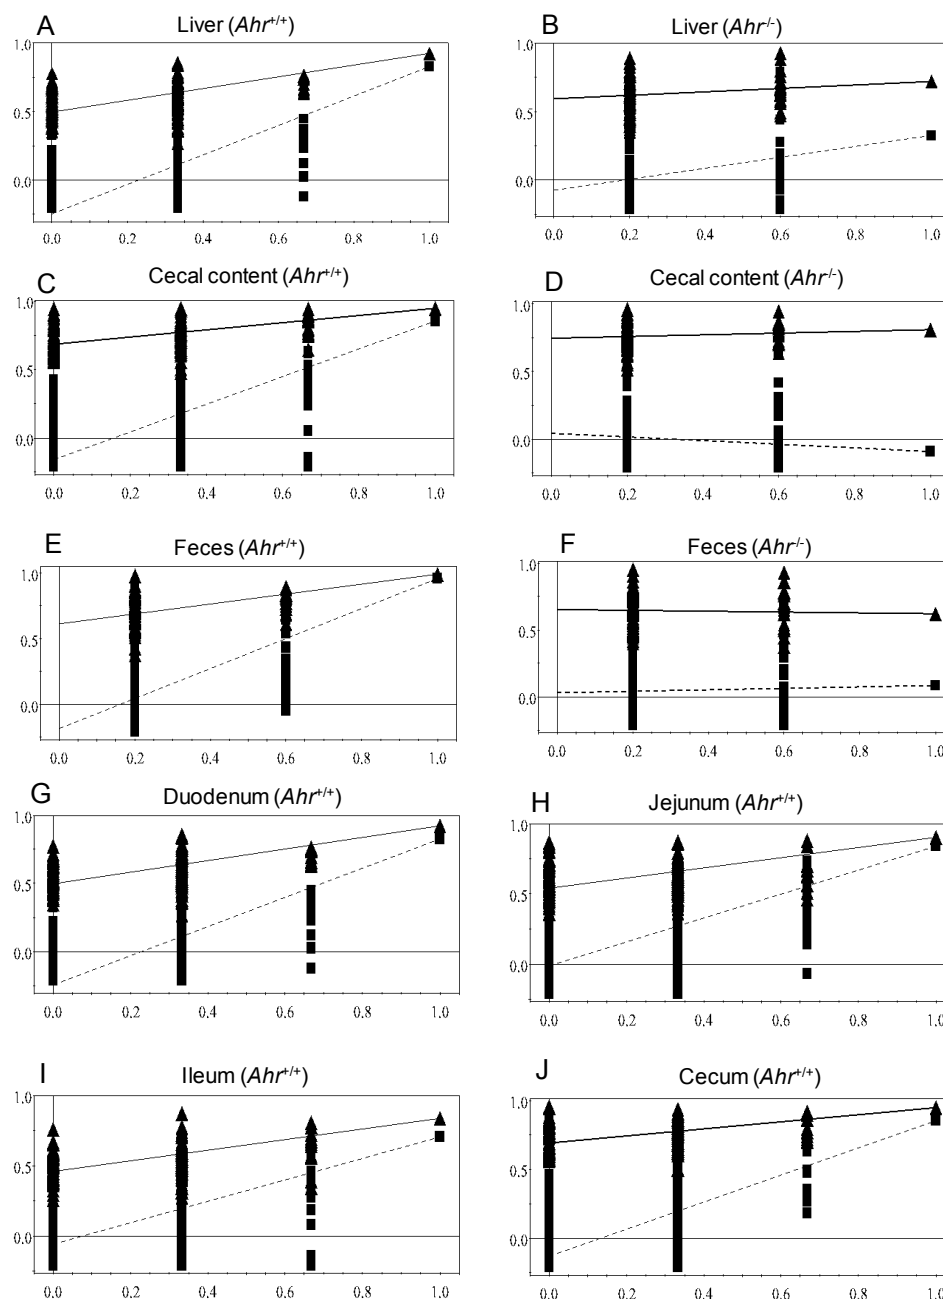 A Liver (Ahr+/+)
1.0
0.5
0.0
0.0 0.2 0.4 0.6 0.8 1.0
B Liver (Ahr-/-)
1.0
0.5
0.0
0.0 0.2 0.4 0.6 0.8 1.0
C Cecal content (Ahr+/+)
1.0
0.5
0.0
0.0 0.2 0.4 0.6 0.8 1.0
D Cecal content (Ahr-/-)
1.0
0.5
0.0
0.0 0.2 0.4 0.6 0.8 1.0
E Feces (Ahr+/+)
1.0
0.5
0.0
0.0 0.2 0.4 0.6 0.8 1.0
F Feces (Ahr-/-)
1.0
0.5
0.0
0.0 0.2 0.4 0.6 0.8 1.0
G Duodenum (Ahr+/+)
1.0
0.5
0.0
0.0 0.2 0.4 0.6 0.8 1.0
H Jejunum (Ahr+/+)
1.0
0.5
0.0
0.0 0.2 0.4 0.6 0.8 1.0
I Ileum (Ahr+/+)
1.0
0.5
0.0
0.0 0.2 0.4 0.6 0.8 1.0
J Cecum (Ahr+/+)
1.0
0.5
0.0
0.0 0.2 0.4 0.6 0.8 1.0